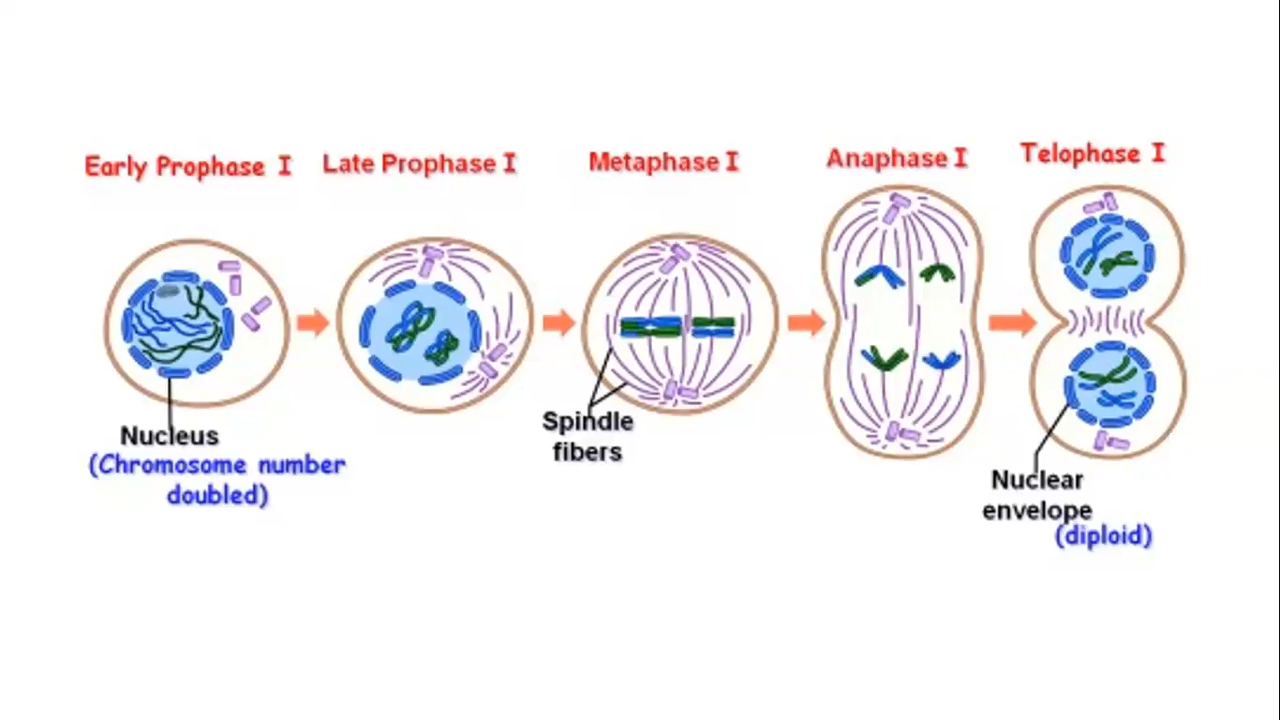 Early Prophase I
Late Prophase I
Metaphase I
Anaphase I
Telophase I
Nucleus
(Chromosome number
doubled)
Spindle
fibers
Nuclear
envelope
(diploid)